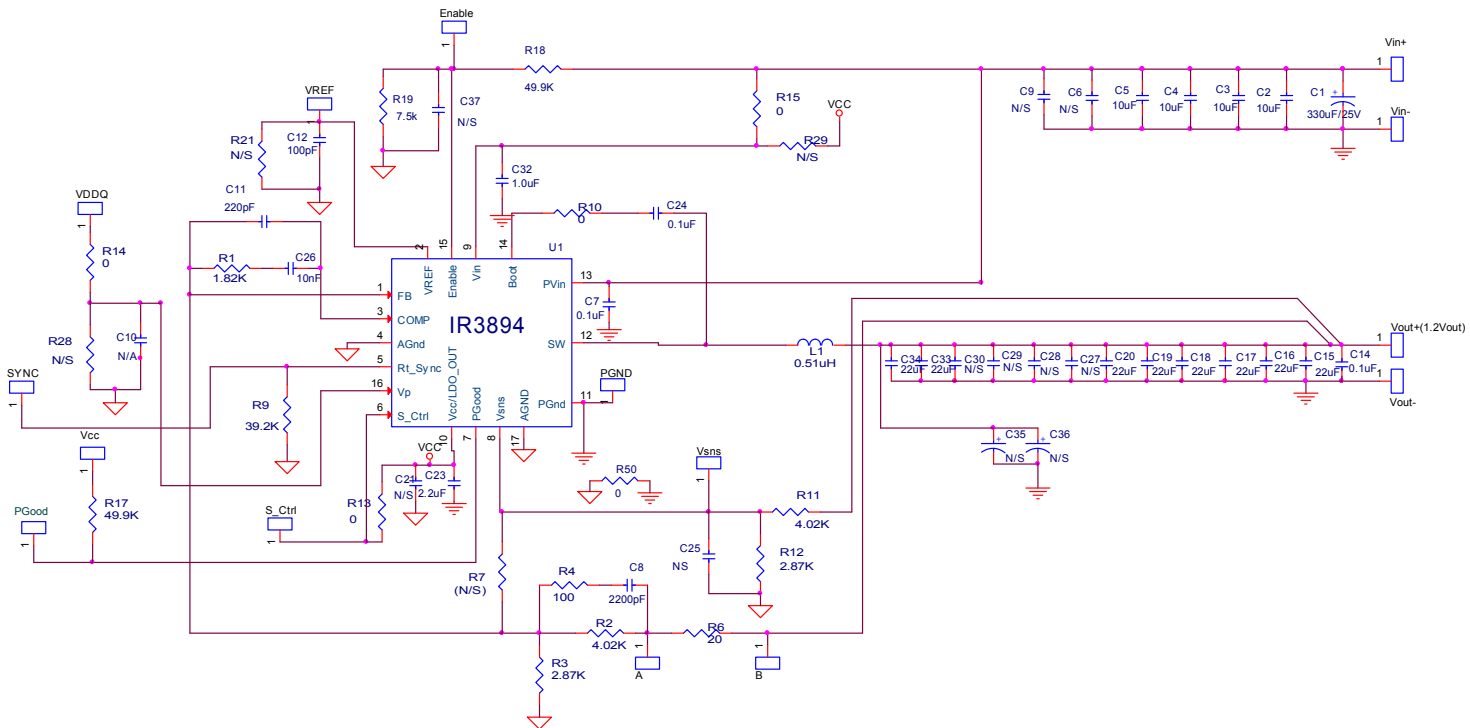 Enable
1
R18
49.9K
Vin+
1
VREF
1
R19
7.5k
C37
N/S
R15
0
VCC
R29
N/S
C9
N/S
C6
N/S
C5
10uF
C4
10uF
C3
10uF
C2
10uF
C1
330uF/25V
Vin-
1
R21
N/S
C12
100pF
C11
220pF
C32
1.0uF
VDDQ
1
R14
0
R10
0
C24
0.1uF
R1
1.82K
C26
10nF
2
15
9
14
U1
VREF
Enable
Vin
Boot
1
FB
3
COMP
4
AGnd
5
Rt_Sync
16
Vp
6
S_Ctrl
IR3894
PVin
13
SW
12
PGnd
11
Vcc/LDO_OUT
PGood
Vsns
AGND
10
7
8
17
C7
0.1uF
R28
N/S
C10
N/A
SYNC
1
R9
39.2K
L1
0.51uH
PGND
1
Vout+(1.2Vout)
1
C34
22uF
C33
22uF
C30
N/S
C29
N/S
C28
N/S
C27
N/S
C20
22uF
C19
22uF
C18
22uF
C17
22uF
C16
22uF
C15
22uF
C14
0.1uF
1
Vout-
C35
N/S
C36
N/S
Vcc
1
R17
49.9K
PGood
1
VCC
C21
N/S
C23
2.2uF
R13
0
S_Ctrl
1
R50
0
Vsns
1
R11
4.02K
C25
NS
R12
2.87K
R7
(N/S)
R4
100
C8
2200pF
R2
4.02K
R6
20
R3
2.87K
1
A
1
B